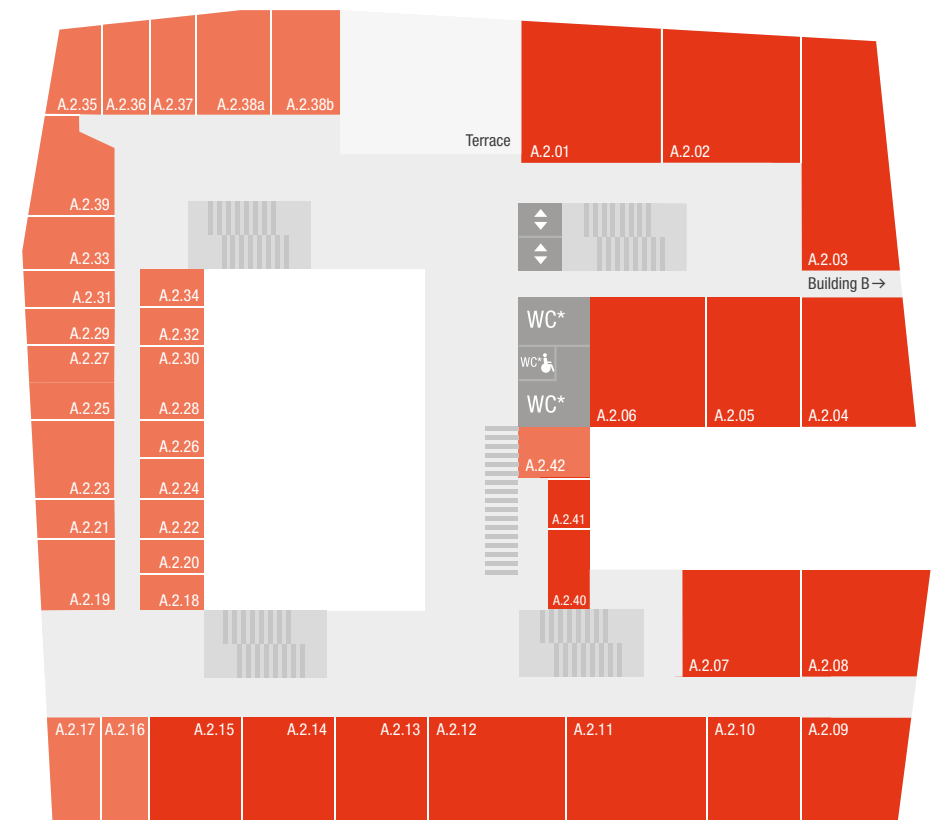 A.2.35
A.2.36
A.2.37
A.2.38a
A.2.38b
Terrace
A.2.01
A.2.02
A.2.03
Building B→
A.2.39
A.2.33
A.2.31
A.2.29
A.2.27
A.2.25
A.2.23
A.2.21
A.2.19
A.2.34
A.2.32
A.2.30
A.2.28
A.2.26
A.2.24
A.2.22
A.2.20
A.2.18
WC*
WC*
WC*
A.2.06
A.2.05
A.2.04
A.2.42
A.2.41
A.2.40
A.2.07
A.2.08
A.2.17
A.2.16
A.2.15
A.2.14
A.2.13
A.2.12
A.2.11
A.2.10
A.2.09